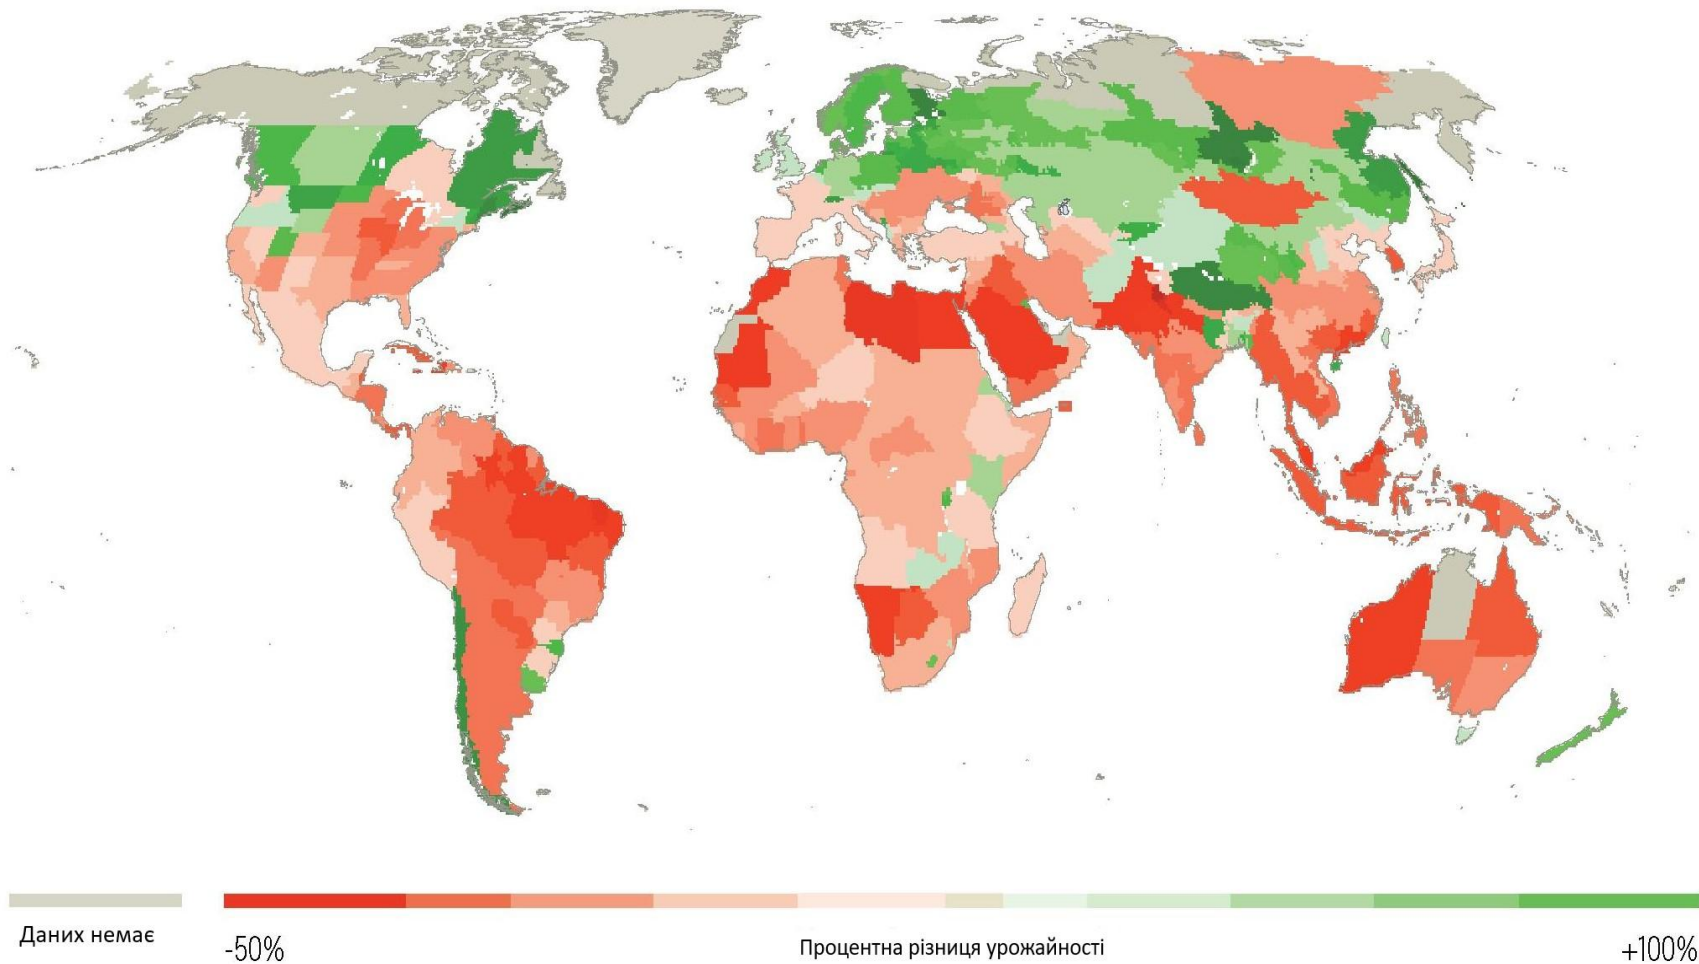 Даних немає
-50%
Процентна різниця урожайності
+100%